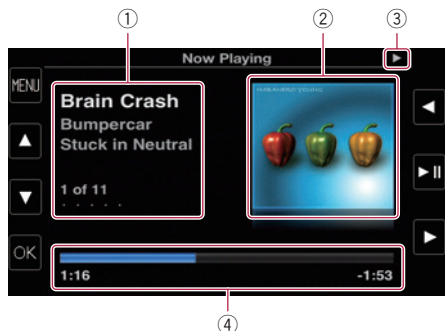 ① ② ③
Now Playing
MENU
Brain Crash
Bumpercar
Stuck in Neutral
1 of 11
OK
1:16 -1:53
④